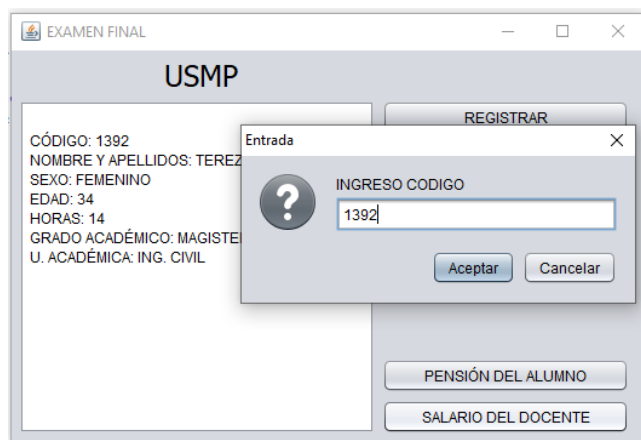 EXAMEN FINAL
USMP
REGISTRAR
CÓDIGO: 1392
NOMBRE Y APELLIDOS: TEREZ
SEXO: FEMENINO
EDAD: 34
HORAS: 14
GRADO ACADÉMICO: MAGISTE
U. ACADÉMICA: ING. CIVIL
Entrada
INGRESO CODIGO
1392
Aceptar Cancelar
PENSIÓN DEL ALUMNO
SALARIO DEL DOCENTE